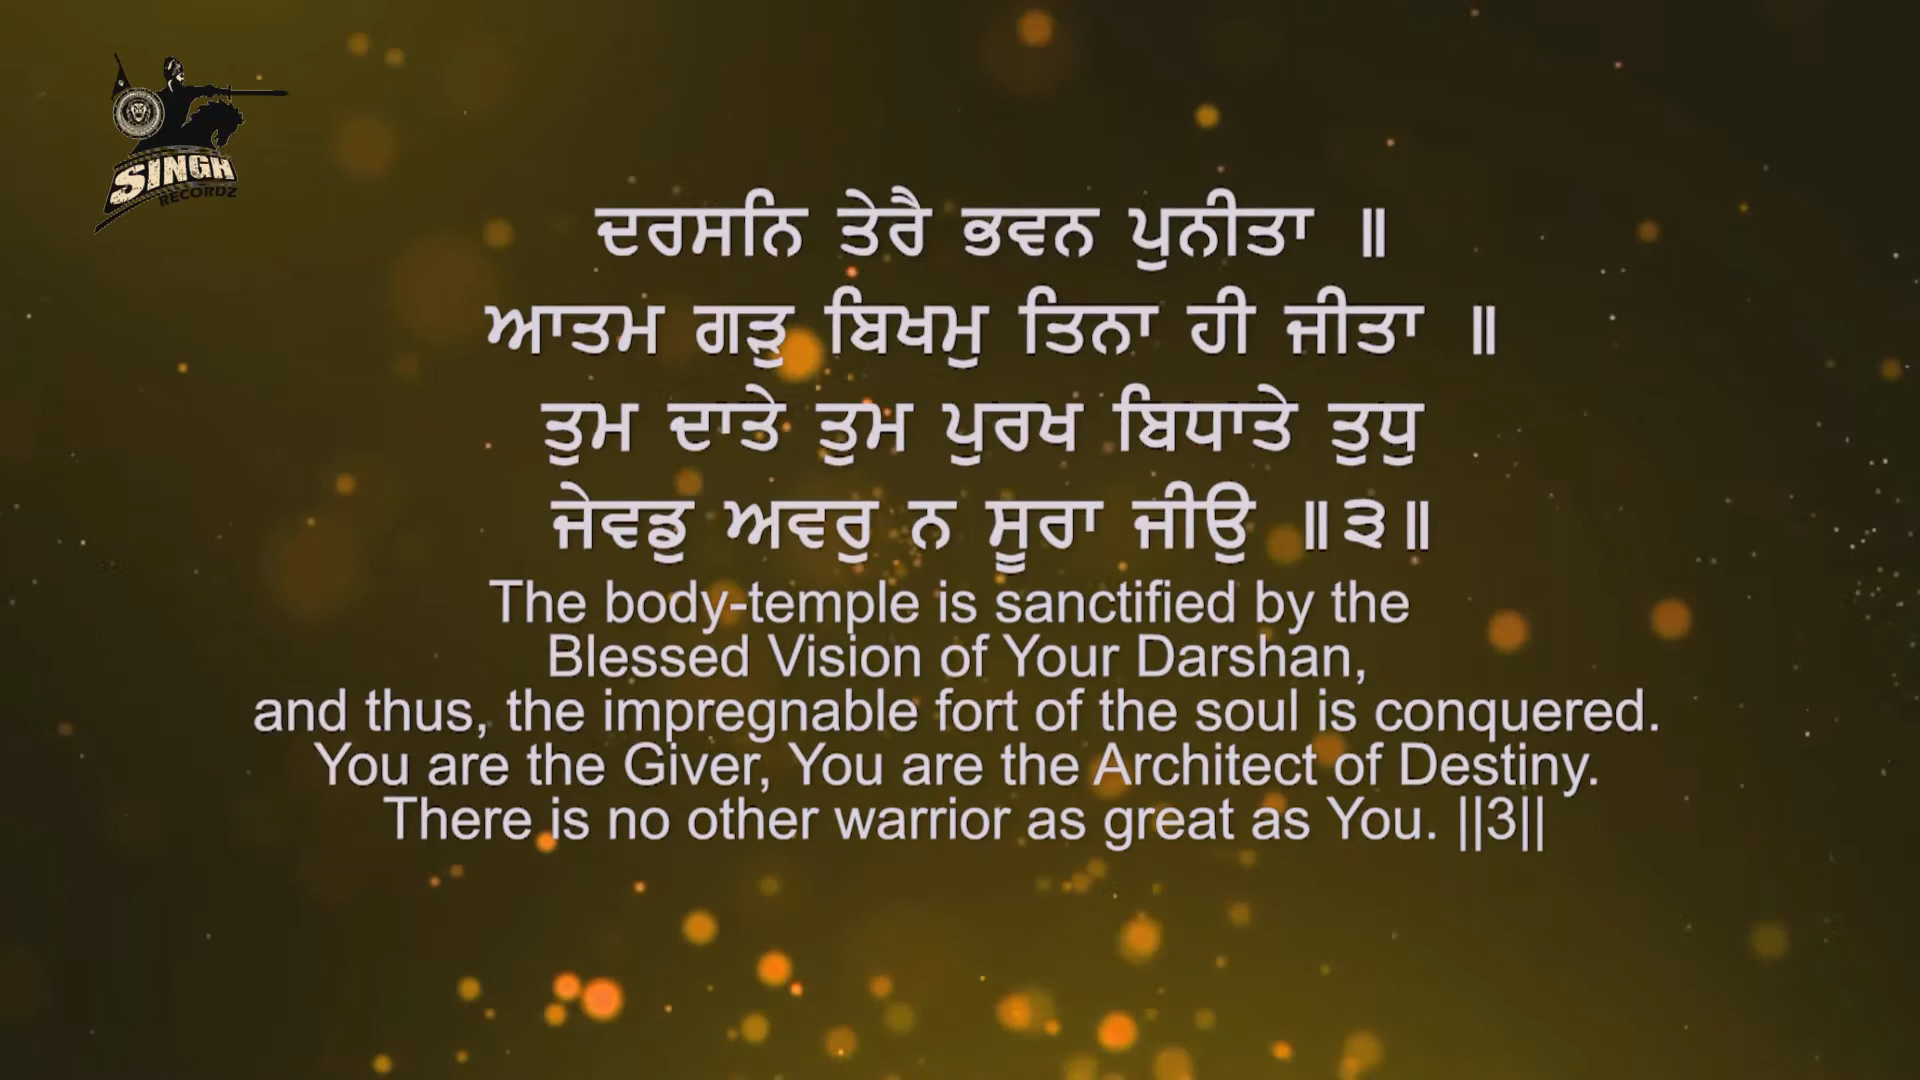 SINGH
RECORDZ
ਦਰਸਨਿ ਤੇਰੈ ਭਵਨ ਪੁਨੀਤਾ ॥
ਆਤਮ ਗੜੁ ਬਿਖਮੁ ਤਿਨਾ ਹੀ ਜੀਤਾ ॥
ਤੁਮ ਦਾਤੇ ਤੁਮ ਪੁਰਖ ਬਿਧਾਤੇ ਤੁਧੁ
ਜੇਵਡੁ ਅਵਰੁ ਨ ਸੂਰਾ ਜੀਉ ॥੩॥
The body-temple is sanctified by the
Blessed Vision of Your Darshan,
and thus, the impregnable fort of the soul is conquered.
You are the Giver, You are the Architect of Destiny.
There is no other warrior as great as You. ||3||